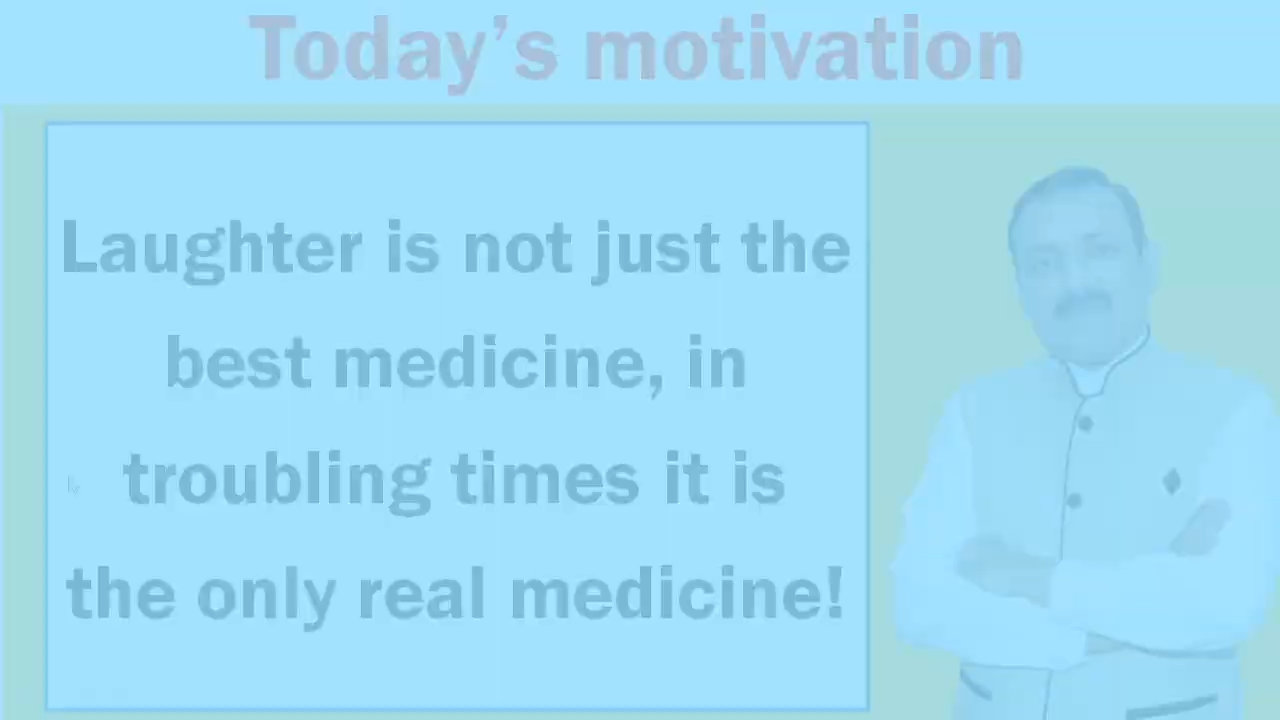 Today’s motivation
Laughter is not just the
best medicine, in
troubling times it is
the only real medicine!